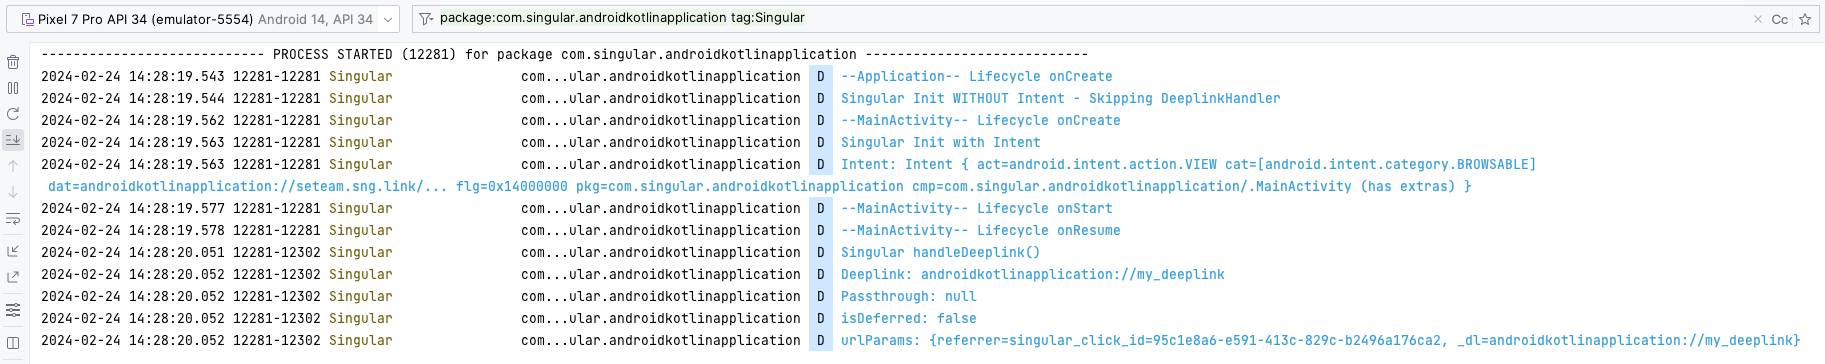 Pixel 7 Pro API 34 (emulator-5554) Android 14, API 34
package:com.singular.androidkotlinapplication tag:Singular
Cc
---------------------------- PROCESS STARTED (12281) for package com.singular.androidkotlinapplication ----------------------------
2024-02-24 14:28:19.543 12281-12281 Singular com...ular.androidkotlinapplication D --Application-- Lifecycle onCreate
2024-02-24 14:28:19.544 12281-12281 Singular com...ular.androidkotlinapplication D Singular Init WITHOUT Intent - Skipping DeeplinkHandler
2024-02-24 14:28:19.562 12281-12281 Singular com...ular.androidkotlinapplication D --MainActivity-- Lifecycle onCreate
2024-02-24 14:28:19.563 12281-12281 Singular com...ular.androidkotlinapplication D Singular Init with Intent
2024-02-24 14:28:19.563 12281-12281 Singular com...ular.androidkotlinapplication D Intent: Intent { act=android.intent.action.VIEW cat=[android.intent.category.BROWSABLE]
dat=androidkotlinapplication://seteam.sng.link/... flg=0x14000000 pkg=com.singular.androidkotlinapplication cmp=com.singular.androidkotlinapplication/.MainActivity (has extras) }
2024-02-24 14:28:19.577 12281-12281 Singular com...ular.androidkotlinapplication D --MainActivity-- Lifecycle onStart
2024-02-24 14:28:19.578 12281-12281 Singular com...ular.androidkotlinapplication D --MainActivity-- Lifecycle onResume
2024-02-24 14:28:20.051 12281-12302 Singular com...ular.androidkotlinapplication D Singular handleDeeplink()
2024-02-24 14:28:20.052 12281-12302 Singular com...ular.androidkotlinapplication D Deeplink: androidkotlinapplication://my_deeplink
2024-02-24 14:28:20.052 12281-12302 Singular com...ular.androidkotlinapplication D Passthrough: null
2024-02-24 14:28:20.052 12281-12302 Singular com...ular.androidkotlinapplication D isDeferred: false
2024-02-24 14:28:20.052 12281-12302 Singular com...ular.androidkotlinapplication D urlParams: {referrer=singular_click_id=95c1e8a6-e591-413c-829c-b2496a176ca2, _dl=androidkotlinapplication://my_deeplink}